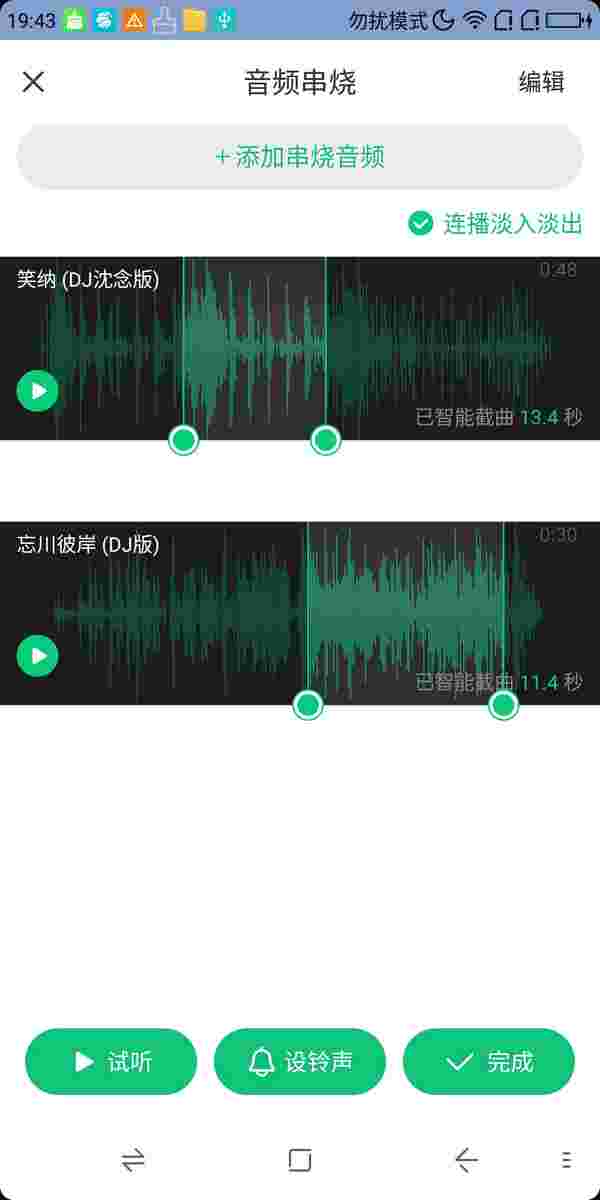 19:43 勿扰模式
音频串烧 编辑
+添加串烧音频
连播淡入淡出
笑纳 (DJ沈念版) 0:48
已智能截曲 13.4 秒
忘川彼岸 (DJ版) 0:30
已智能截曲 11.4 秒
试听 设铃声 完成